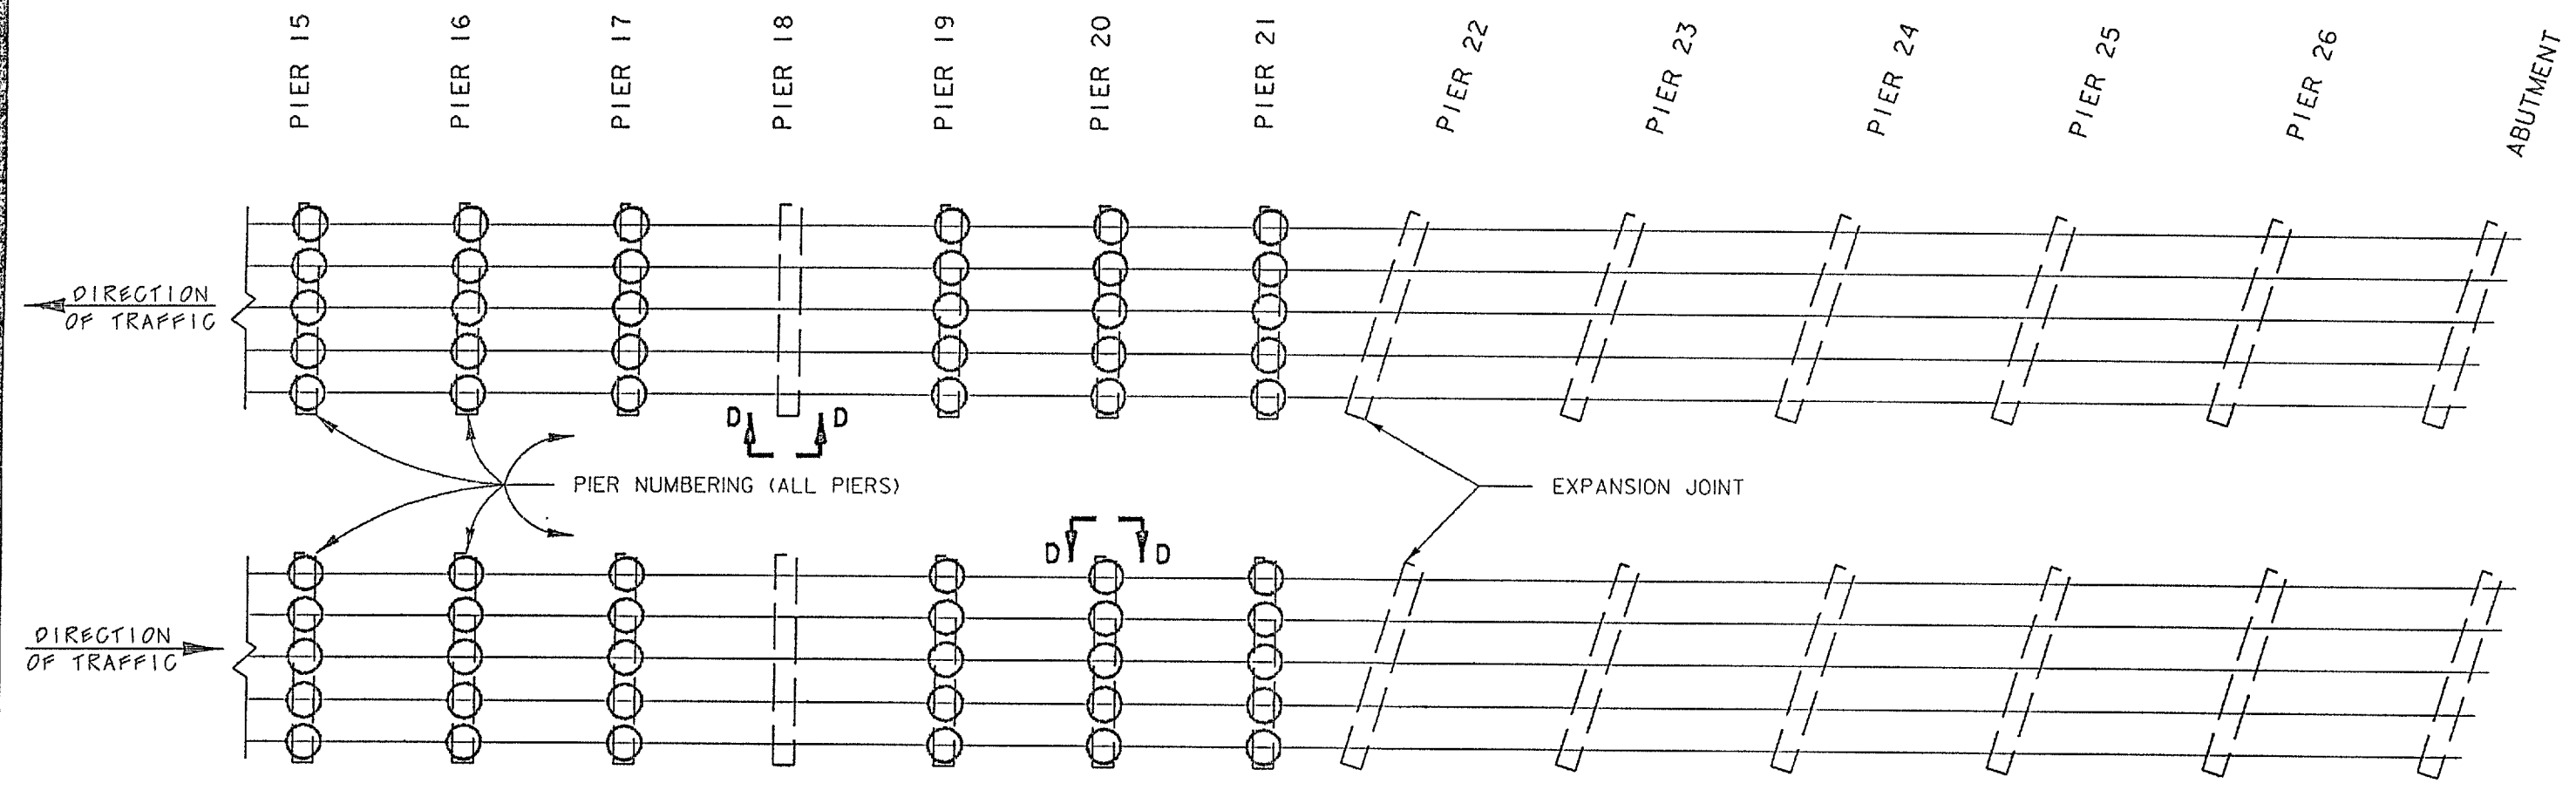 PIER 15
PIER 16
PIER 17
PIER 18
PIER 19
PIER 20
PIER 21
PIER 22
PIER 23
PIER 24
PIER 25
PIER 26
ABUTMENT
DIRECTION
OF TRAFFIC
D
D
PIER NUMBERING (ALL PIERS)
EXPANSION JOINT
D
D
DIRECTION
OF TRAFFIC